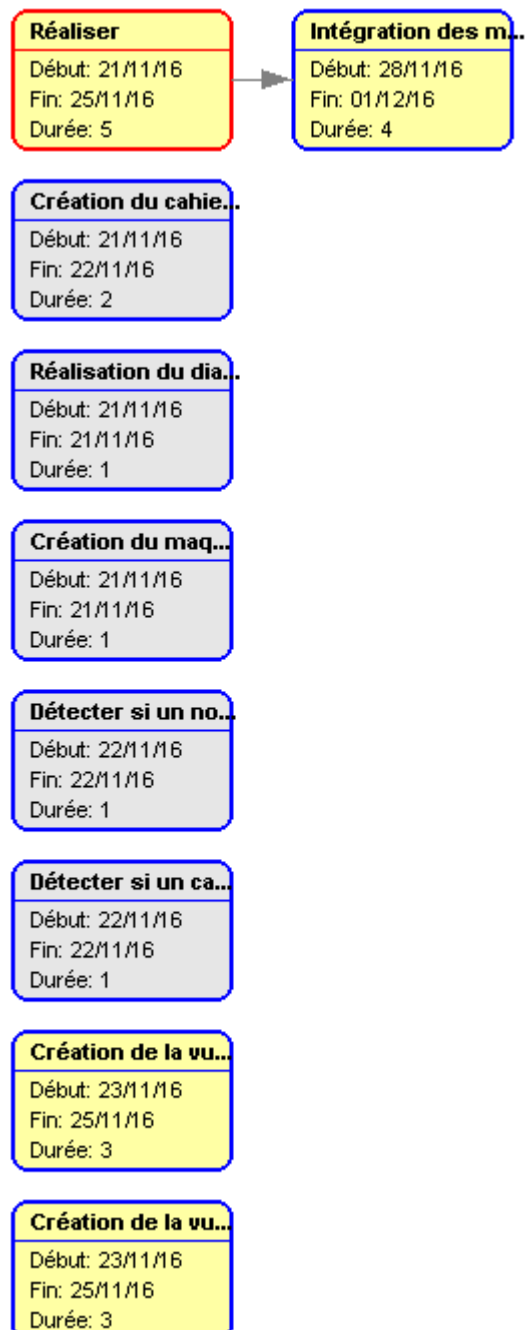 Réaliser
Début: 21/11/16
Fin: 25/11/16
Durée: 5
Intégration des m...
Début: 28/11/16
Fin: 01/12/16
Durée: 4
Création du cahie...
Début: 21/11/16
Fin: 22/11/16
Durée: 2
Réalisation du dia...
Début: 21/11/16
Fin: 21/11/16
Durée: 1
Création du maq...
Début: 21/11/16
Fin: 21/11/16
Durée: 1
Détecter si un no...
Début: 22/11/16
Fin: 22/11/16
Durée: 1
Détecter si un ca...
Début: 22/11/16
Fin: 22/11/16
Durée: 1
Création de la vu...
Début: 23/11/16
Fin: 25/11/16
Durée: 3
Création de la vu...
Début: 23/11/16
Fin: 25/11/16
Durée: 3